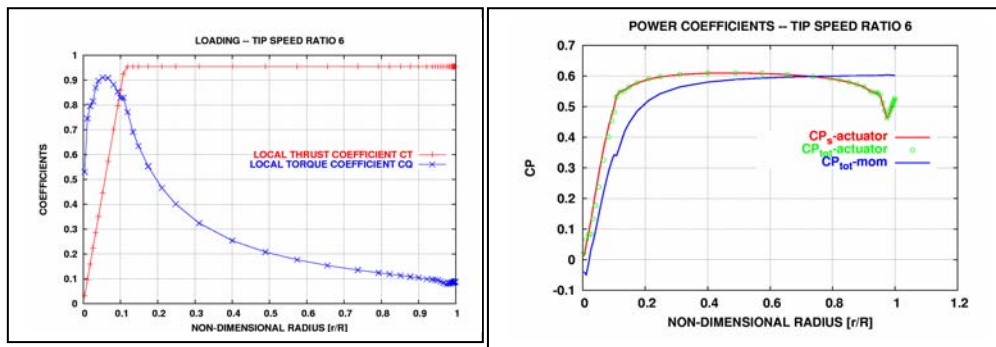 LOADING -- TIP SPEED RATIO 6
1
0.9
0.8
0.7
0.6
0.5
0.4
0.3
0.2
0.1
0
COEFFICIENTS
LOCAL THRUST COEFFICIENT CT
LOCAL TORQUE COEFFICIENT CQ
0 0.1 0.2 0.3 0.4 0.5 0.6 0.7 0.8 0.9 1
NON-DIMENSIONAL RADIUS [r/R]
POWER COEFFICIENTS -- TIP SPEED RATIO 6
0.7
0.6
0.5
0.4
0.3
0.2
0.1
0
-0.1
CP
CPs-actuator
CPtot-actuator
CPtot-mom
0 0.2 0.4 0.6 0.8 1 1.2
NON-DIMENSIONAL RADIUS [r/R]